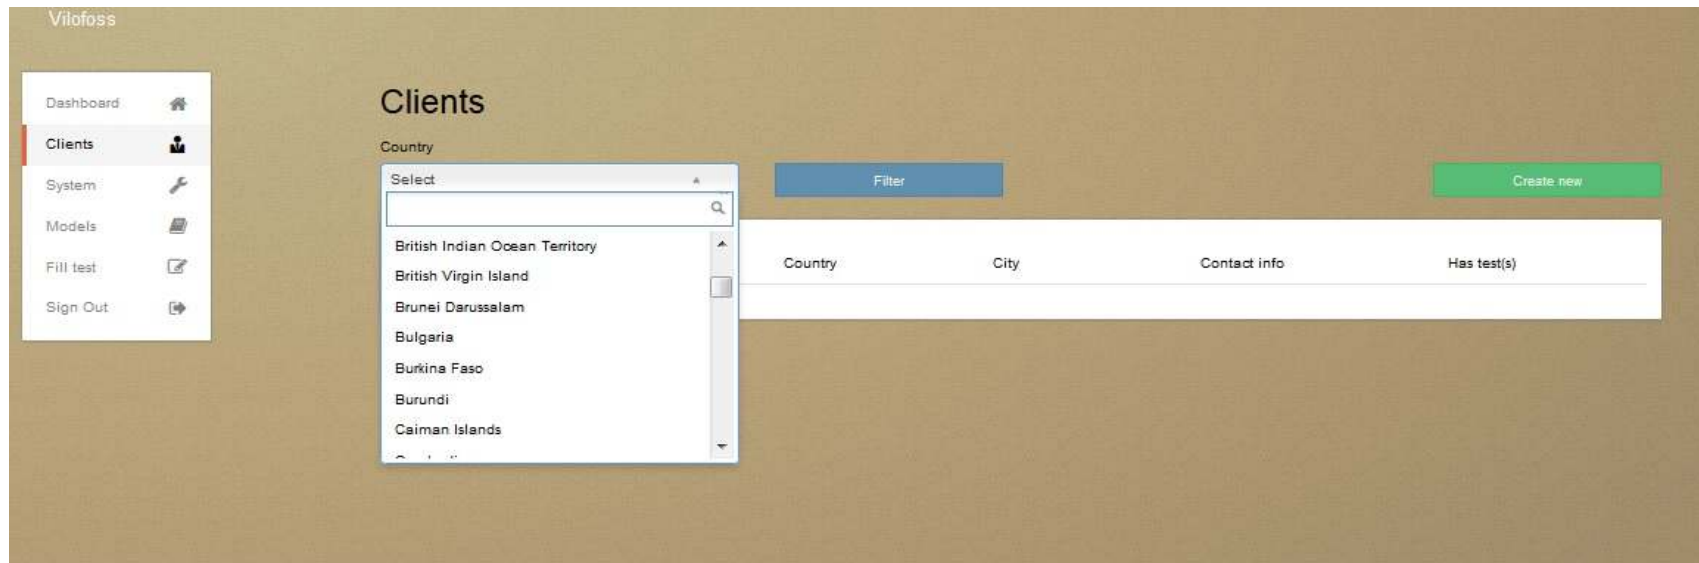 Vilofoss
Dashboard
Clients
System
Models
Fill test
Sign Out
Clients
Country
Select
Filter
Create new
British Indian Ocean Territory
British Virgin Island
Brunei Darussalam
Bulgaria
Burkina Faso
Burundi
Caiman Islands
Country City Contact info Has test(s)